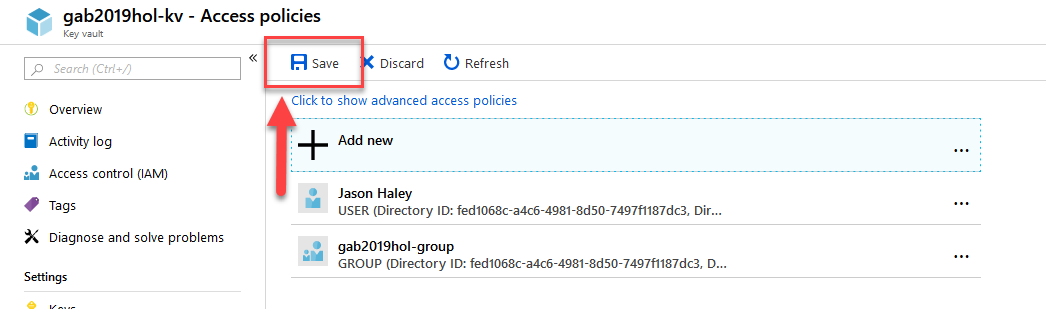 gab2019hol-kv - Access policies
Key vault
Search (Ctrl+/)
«
Overview
Activity log
Access control (IAM)
Tags
Diagnose and solve problems
Settings
Keys
Save
Discard
Refresh
Click to show advanced access policies
Add new
...
Jason Haley
USER (Directory ID: fed1068c-a4c6-4981-8d50-7497f1187dc3, Dir...
...
gab2019hol-group
GROUP (Directory ID: fed1068c-a4c6-4981-8d50-7497f1187dc3, D...
...